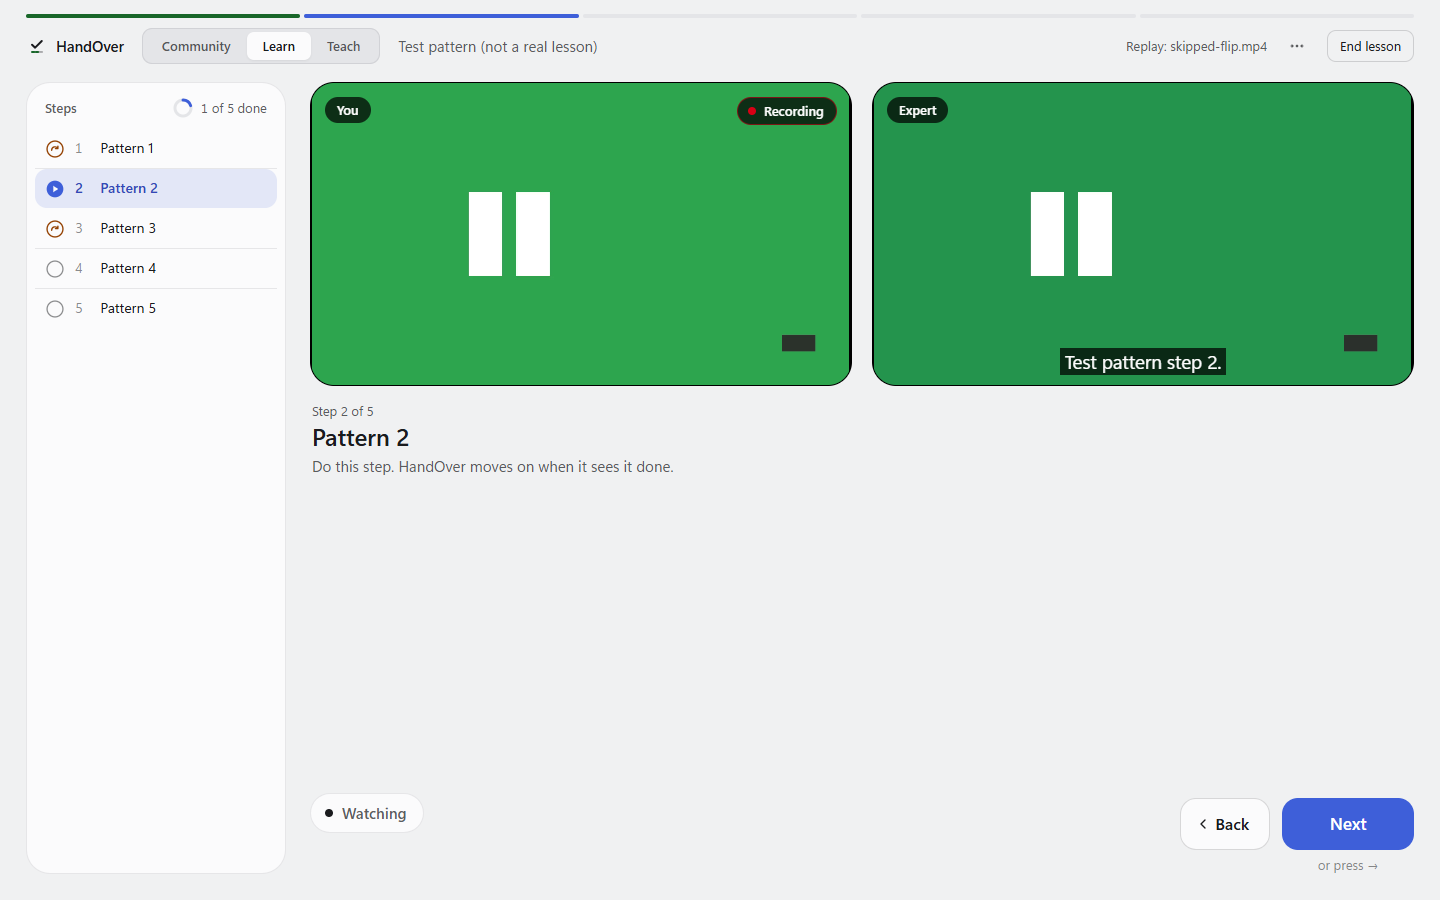 HandOver
Community
Learn
Teach
Test pattern (not a real lesson)
Replay: skipped-flip.mp4
End lesson
Steps
1 of 5 done
1 Pattern 1
2 Pattern 2
3 Pattern 3
4 Pattern 4
5 Pattern 5
You
Recording
Expert
Test pattern step 2.
Step 2 of 5
Pattern 2
Do this step. HandOver moves on when it sees it done.
Watching
Back
Next
or press →